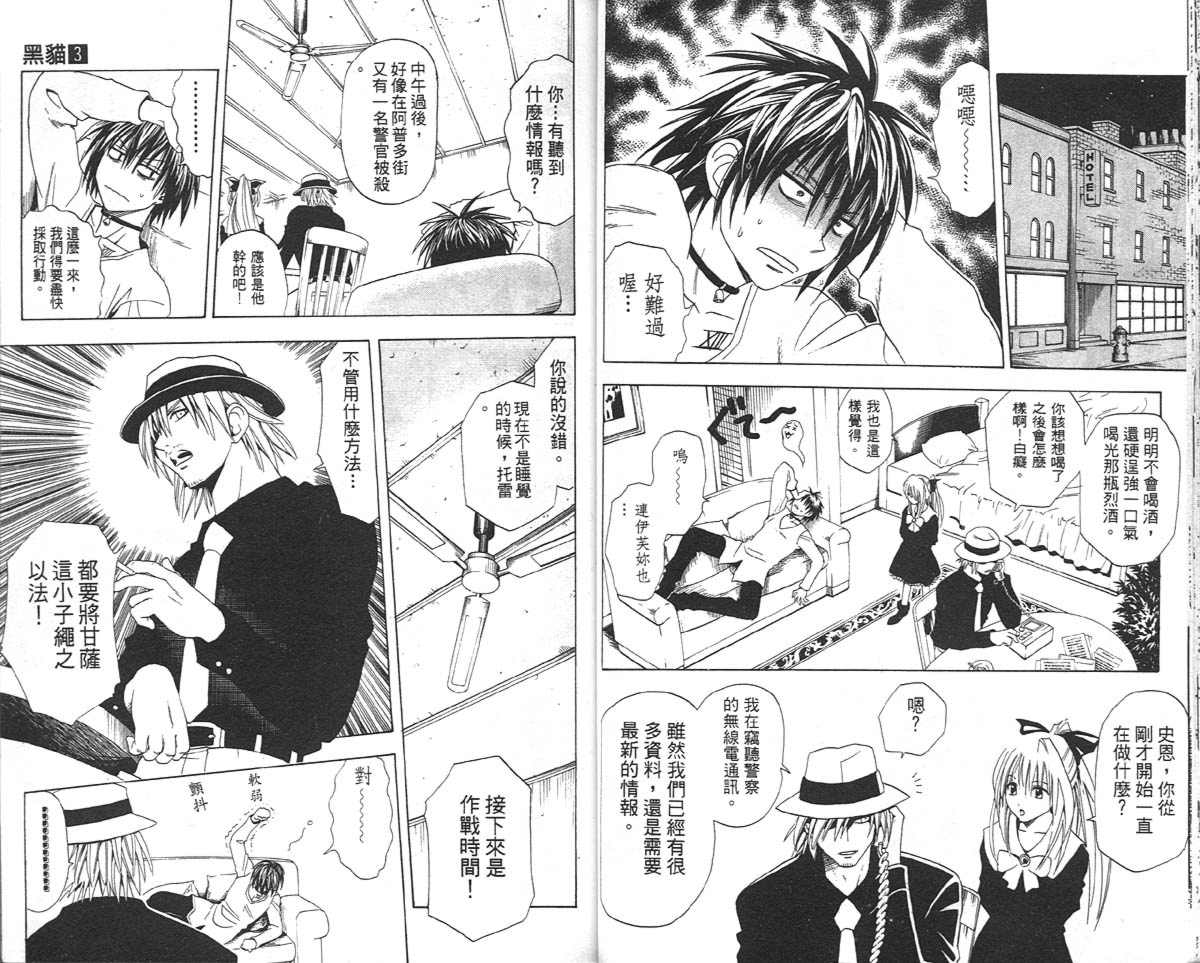 HOTEL
噁噁～～～～…
好難過
喔…
明明不會喝酒，
還硬逞強一口氣
喝光那瓶烈酒。
你該想想喝了
之後會怎麼
樣啊！白癡。
我也是這
樣覺得。
嗚～～～
連伊芙妳也
…
史恩，你從
剛才開始一直
在做什麼？
嗯？
我在竊聽警察
的無線電通訊。
雖然我們已經有很
多資料，還是需要
最新的情報。
黑貓3
你…有聽到
什麼情報嗎？
中午過後，
好像在阿普多街
又有一名警官被殺
。
應該是他
幹的吧！
…………
這麼一來，
我們得要盡快
採取行動。
你說的沒錯。
現在不是睡覺
的時候，托雷
。
不管用什麼方法…
都要將甘薩
這小子繩之
以法！
接下來是
作戰時間！
對～～～
軟弱
顫抖
…………